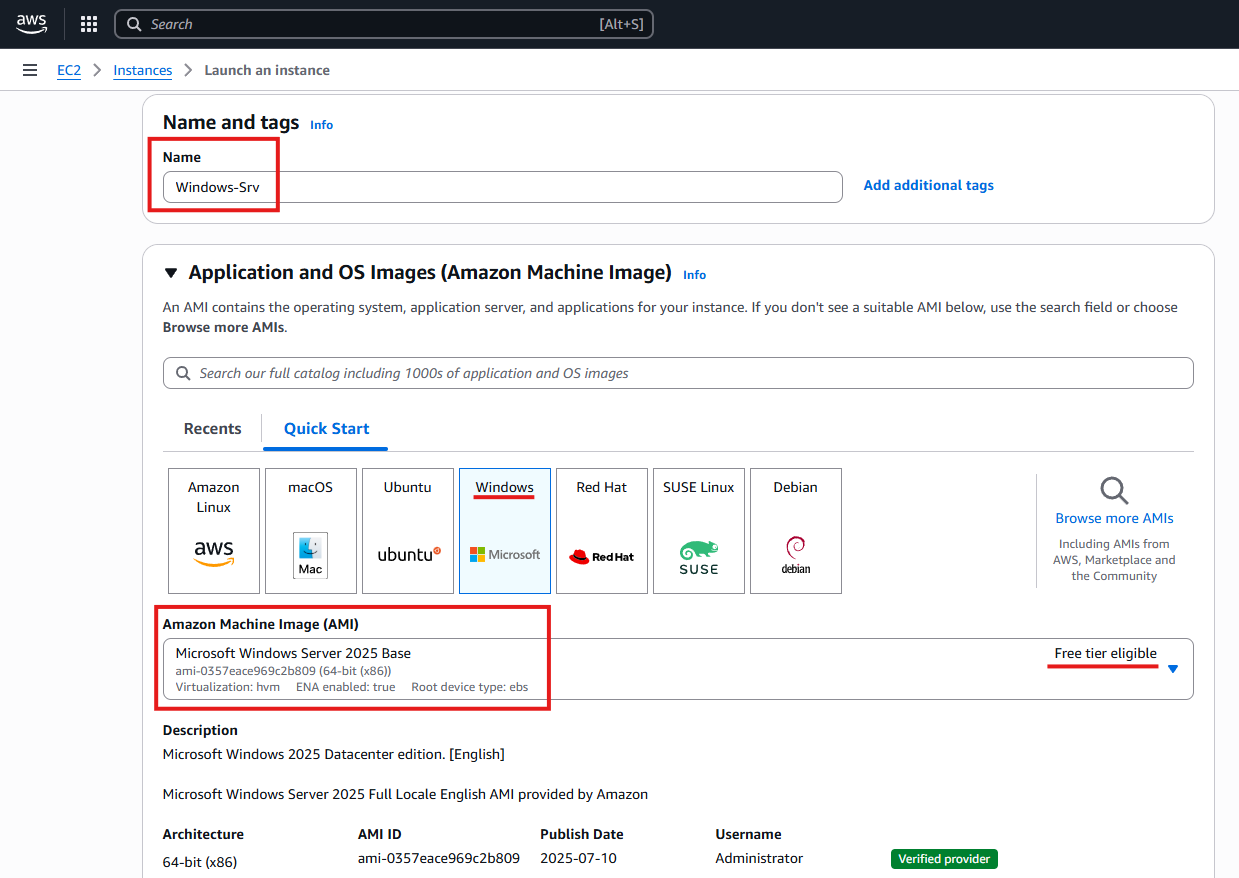 aws
Search [Alt+S]
EC2 > Instances > Launch an instance
Name and tags Info
Name
Windows-Srv
Add additional tags
Application and OS Images (Amazon Machine Image) Info
An AMI contains the operating system, application server, and applications for your instance. If you don't see a suitable AMI below, use the search field or choose
Browse more AMIs.
Search our full catalog including 1000s of application and OS images
Recents Quick Start
Amazon
Linux
aws
macOS
Mac
Ubuntu
ubuntu
Windows
Microsoft
Red Hat
Red Hat
SUSE Linux
SUSE
Debian
debian
Browse more AMIs
Including AMIs from
AWS, Marketplace and
the Community
Amazon Machine Image (AMI)
Microsoft Windows Server 2025 Base
Free tier eligible
ami-0357eace969c2b809 (64-bit (x86))
Virtualization: hvm ENA enabled: true Root device type: ebs
Description
Microsoft Windows 2025 Datacenter edition. [English]
Microsoft Windows Server 2025 Full Locale English AMI provided by Amazon
Architecture AMI ID Publish Date Username
64-bit (x86) ami-0357eace969c2b809 2025-07-10 Administrator Verified provider